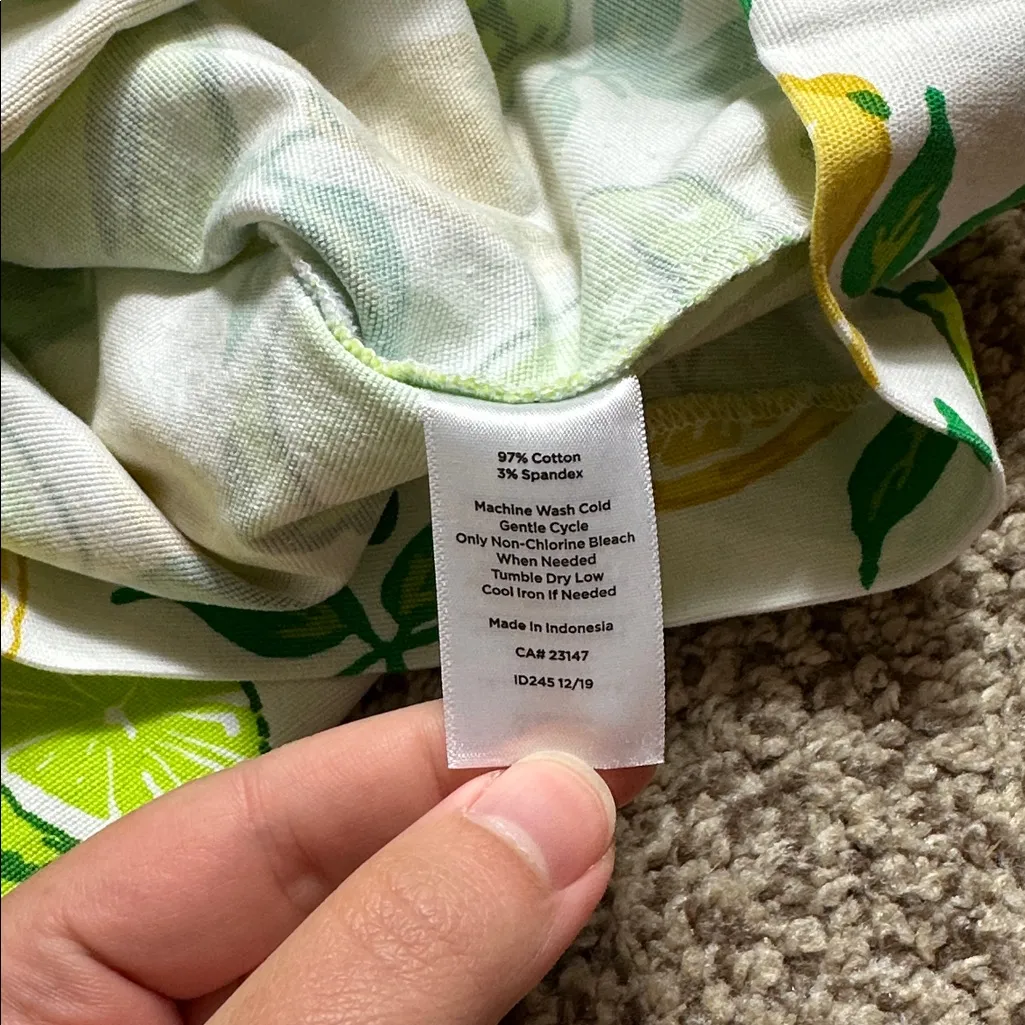 97% Cotton
3% Spandex
Machine Wash Cold
Gentle Cycle
Only Non-Chlorine Bleach
When Needed
Tumble Dry Low
Cool Iron If Needed
Made In Indonesia
CA# 23147
ID245 12/19